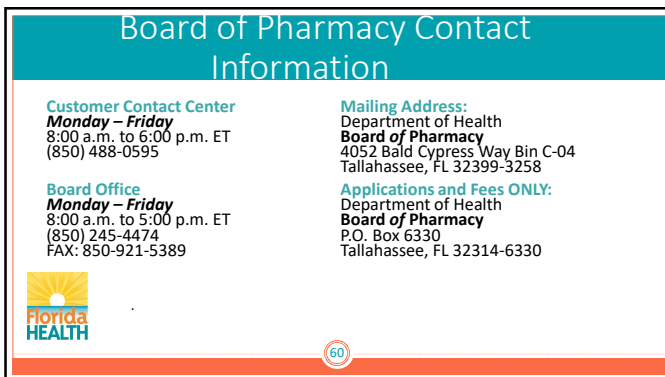 Board of Pharmacy Contact
Information
Customer Contact Center
Monday – Friday
8:00 a.m. to 6:00 p.m. ET
(850) 488-0595
Board Office
Monday – Friday
8:00 a.m. to 5:00 p.m. ET
(850) 245-4474
FAX: 850-921-5389
Mailing Address:
Department of Health
Board of Pharmacy
4052 Bald Cypress Way Bin C-04
Tallahassee, FL 32399-3258
Applications and Fees ONLY:
Department of Health
Board of Pharmacy
P.O. Box 6330
Tallahassee, FL 32314-6330
.
Florida
HEALTH
60